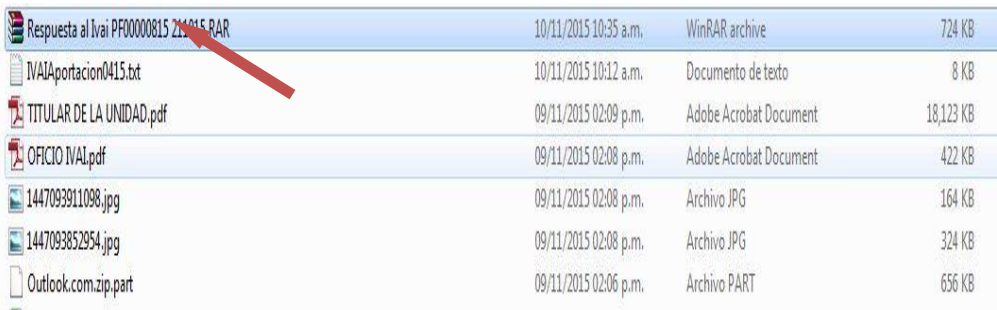 Respuesta al Ivai PF00000815 211015.RAR 10/11/2015 10:35 a.m. WinRAR archive 724 KB
IVAIAportacion0415.txt 10/11/2015 10:12 a.m. Documento de texto 8 KB
TITULAR DE LA UNIDAD.pdf 09/11/2015 02:09 p.m. Adobe Acrobat Document 18,123 KB
OFICIO IVAI.pdf 09/11/2015 02:08 p.m. Adobe Acrobat Document 422 KB
1447093911098.jpg 09/11/2015 02:08 p.m. Archivo JPG 164 KB
1447093852954.jpg 09/11/2015 02:08 p.m. Archivo JPG 324 KB
Outlook.com.zip.part 09/11/2015 02:06 p.m. Archivo PART 656 KB